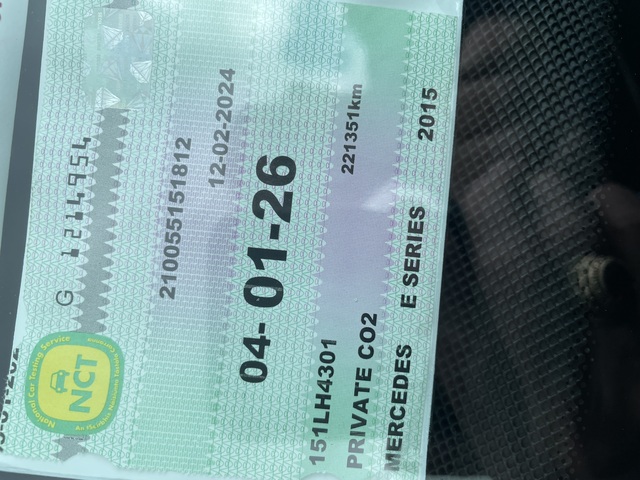 G 1214954
National Car Testing Service
NCT
210055151812
12-02-2024
04-01-26
151LH4301 221351km
PRIVATE CO2
MERCEDES E SERIES 2015